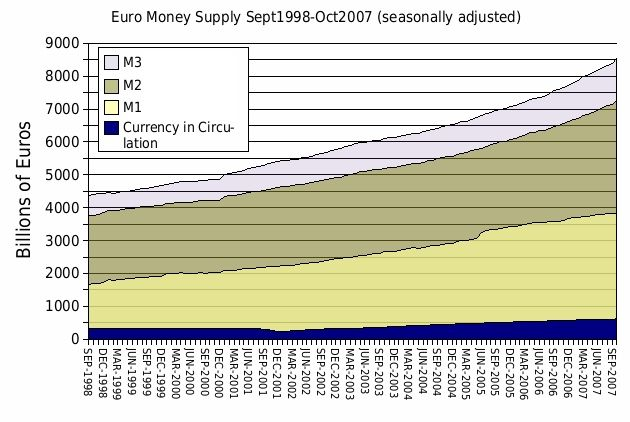 Euro Money Supply Sept1998-Oct2007 (seasonally adjusted)
Billions of Euros
9000
8000
7000
6000
5000
4000
3000
2000
1000
0
M3
M2
M1
Currency in Circu-
lation
SEP-1998
DEC-1998
MAR-1999
JUN-1999
SEP-1999
DEC-1999
MAR-2000
JUN-2000
SEP-2000
DEC-2000
MAR-2001
JUN-2001
SEP-2001
DEC-2001
MAR-2002
JUN-2002
SEP-2002
DEC-2002
MAR-2003
JUN-2003
SEP-2003
DEC-2003
MAR-2004
JUN-2004
SEP-2004
DEC-2004
MAR-2005
JUN-2005
SEP-2005
DEC-2005
MAR-2006
JUN-2006
SEP-2006
DEC-2006
MAR-2007
JUN-2007
SEP-2007